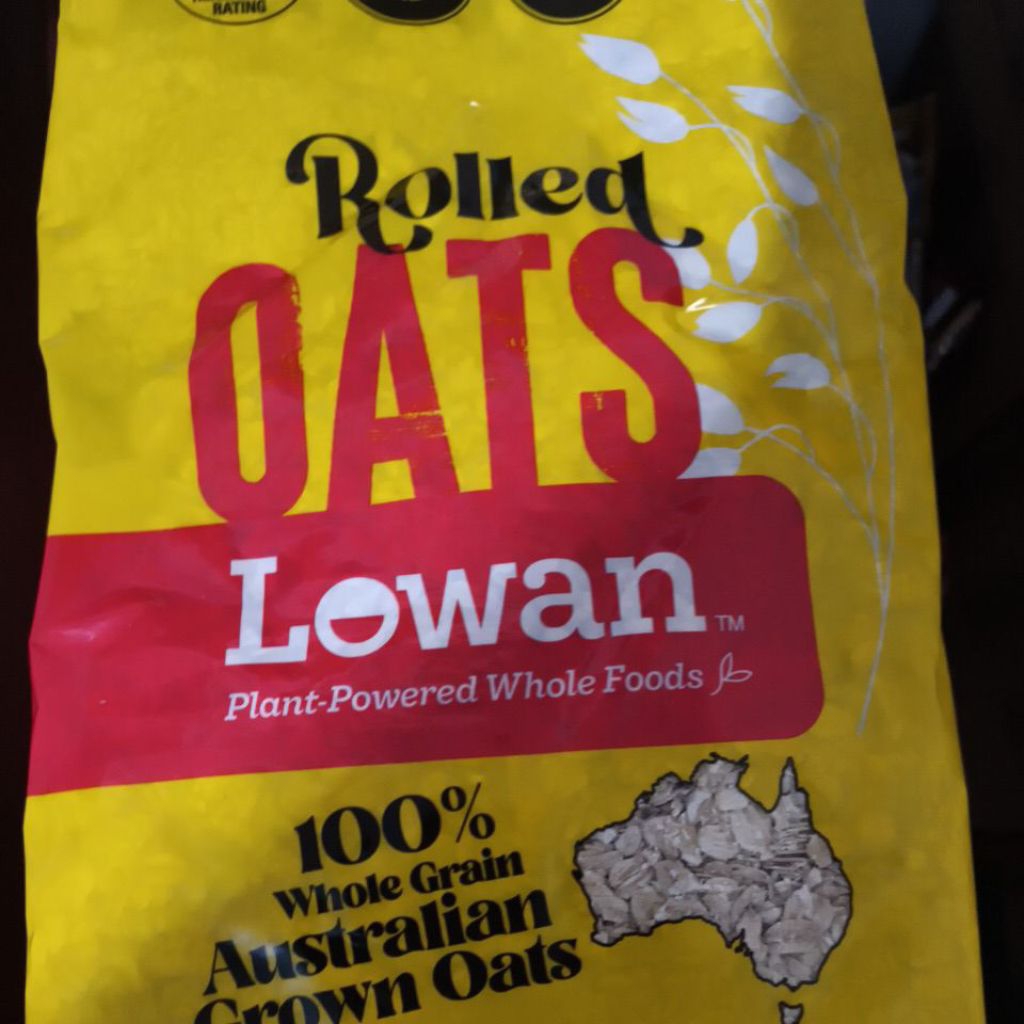 RATING
Rolled
OATS
Lowan™
Plant-Powered Whole Foods
100%
Whole Grain
Australian
Grown Oats